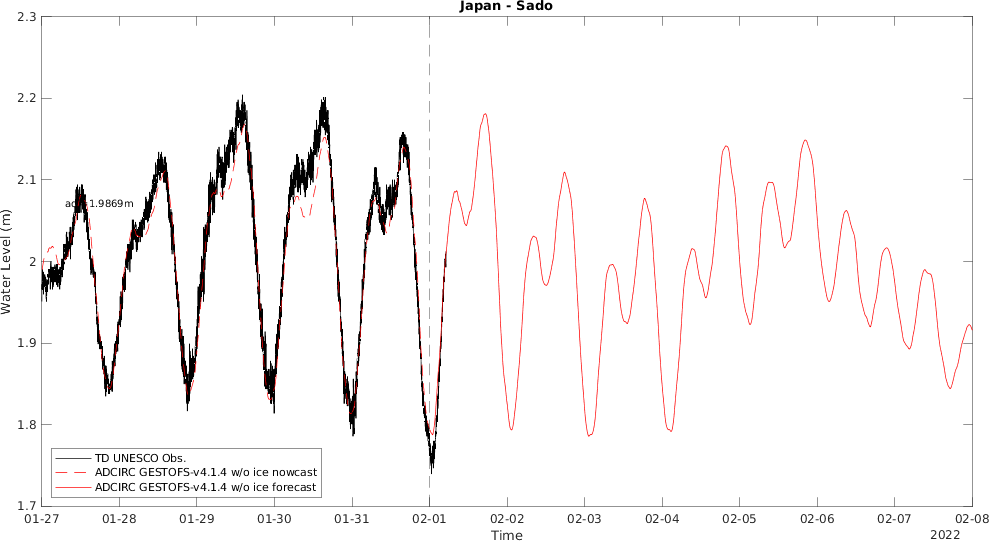 Japan - Sado
2.3
2.2
2.1
2
1.9
1.8
1.7
Water Level (m)
1.9869m
TD UNESCO Obs.
ADCIRC GESTOFS-v4.1.4 w/o ice nowcast
ADCIRC GESTOFS-v4.1.4 w/o ice forecast
01-27 01-28 01-29 01-30 01-31 02-01 02-02 02-03 02-04 02-05 02-06 02-07 02-08
Time
2022